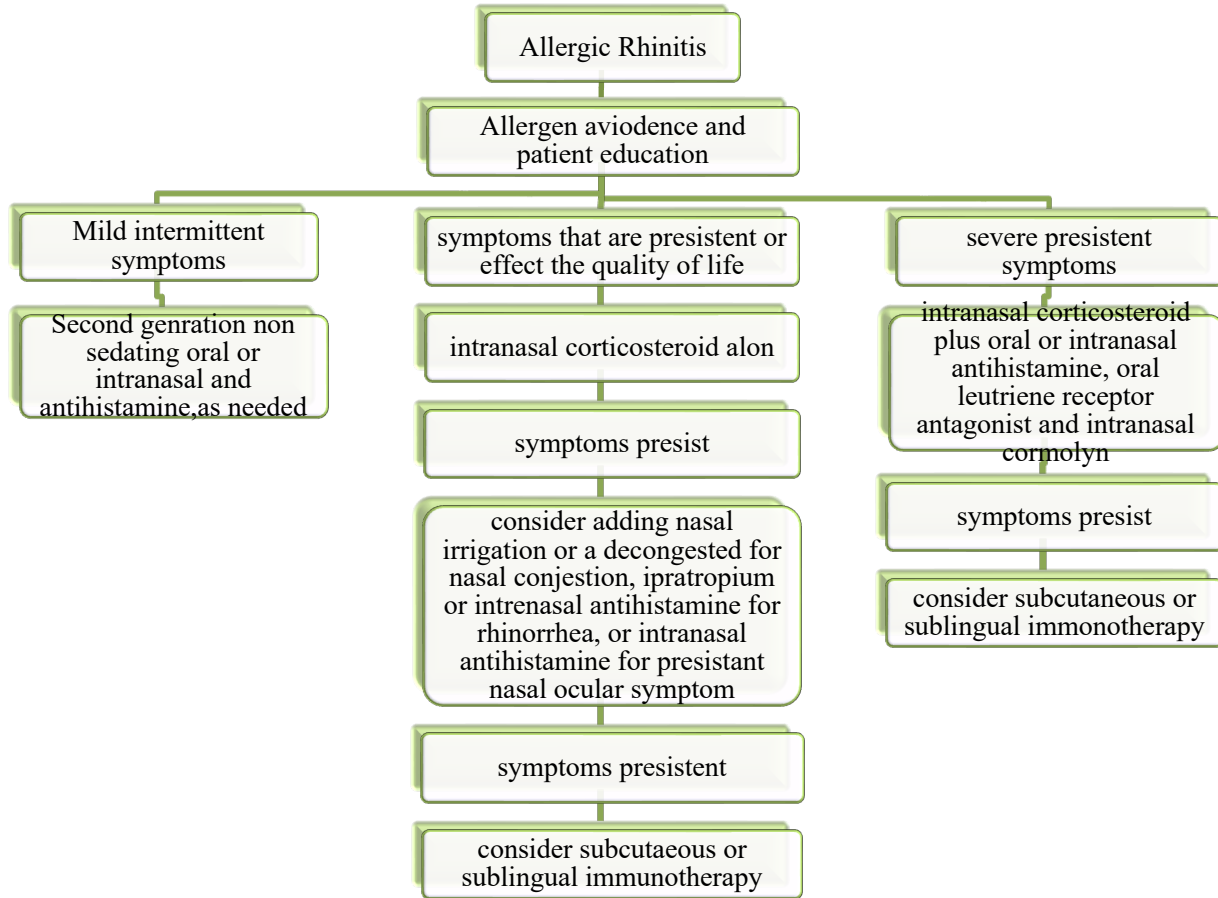 Allergic Rhinitis
Allergen aviodence and
patient education
Mild intermittent
symptoms
Second genration non
sedating oral or
intranasal and
antihistamine,as needed
symptoms that are presistent or
effect the quality of life
intranasal corticosteroid alon
symptoms presist
consider adding nasal
irrigation or a decongested for
nasal conjestion, ipratropium
or intrenasal antihistamine for
rhinorrhea, or intranasal
antihistamine for presistant
nasal ocular symptom
symptoms presistent
consider subcutaeous or
sublingual immunotherapy
severe presistent
symptoms
intranasal corticosteroid
plus oral or intranasal
antihistamine, oral
leutriene receptor
antagonist and intranasal
cormolyn
symptoms presist
consider subcutaneous or
sublingual immonotherapy